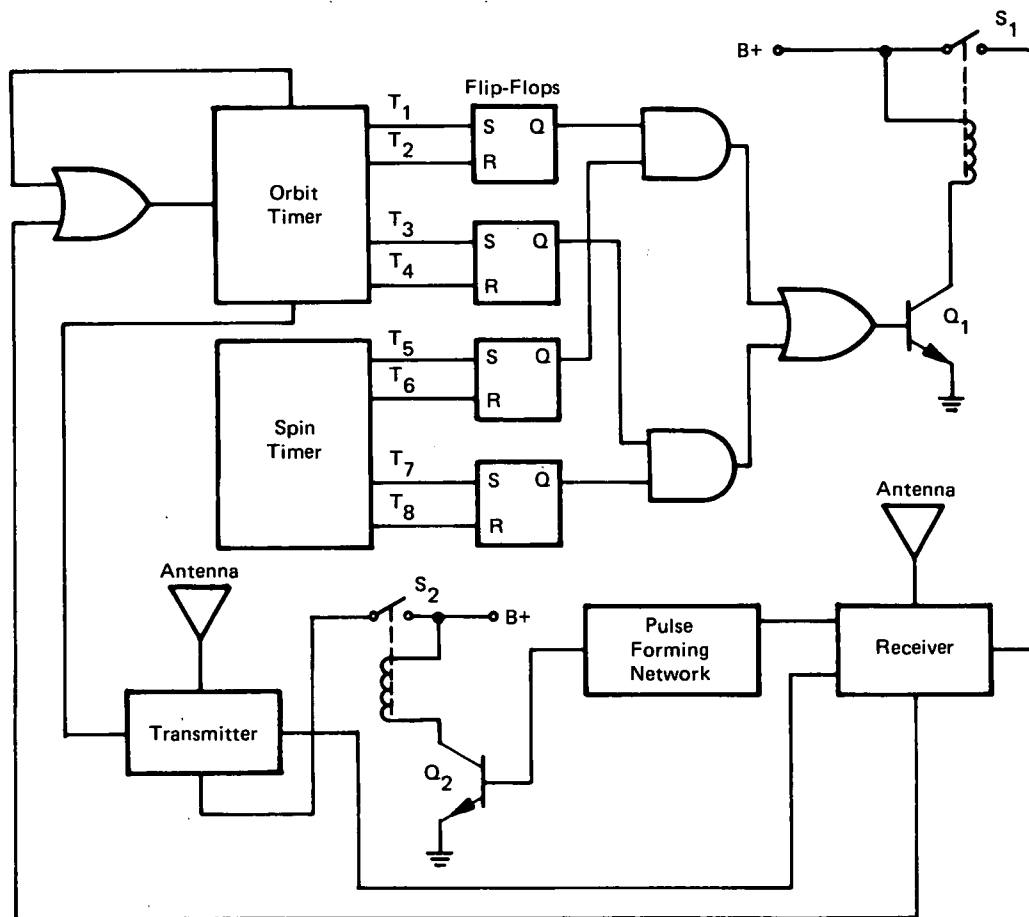 S1
B+
Flip-Flops
T1
S Q
T2
R
Orbit
Timer
T3
S Q
T4
R
Q1
T5
S Q
T6
R
Spin
Timer
T7
S Q
T8
R
Antenna
Antenna
S2
B+
Pulse
Forming
Network
Receiver
Transmitter
Q2